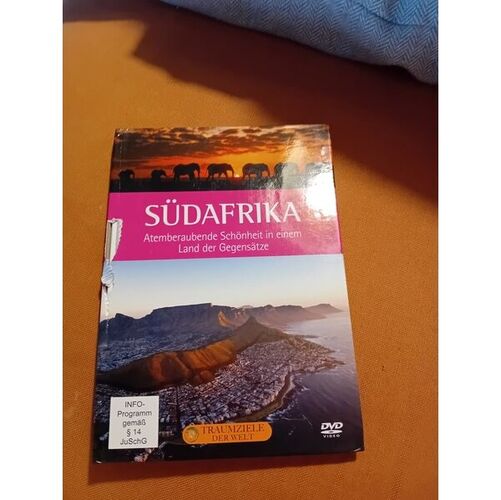 SÜDAFRIKA
Atemberaubende Schönheit in einem
Land der Gegensätze
INFO-
Programm
gemäß
§ 14
JuSchG
TRAUMZIELE
DER WELT
DVD
VIDEO